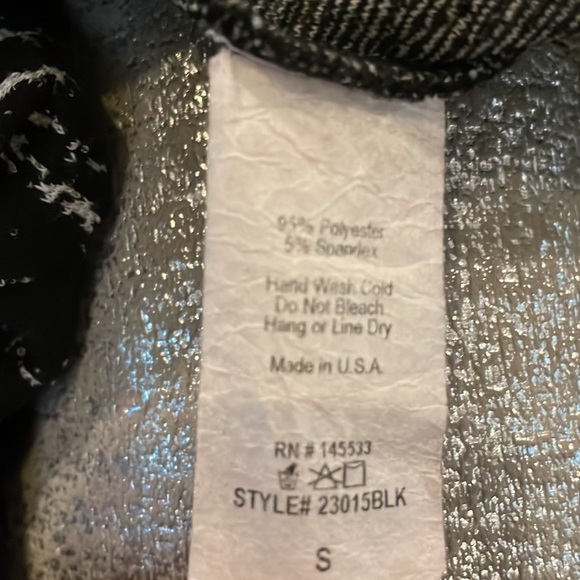 95% Polyester
5% Spandex
Hand Wash Cold
Do Not Bleach
Hang or Line Dry
Made in U.S.A.
RN # 145533
STYLE# 23015BLK
S